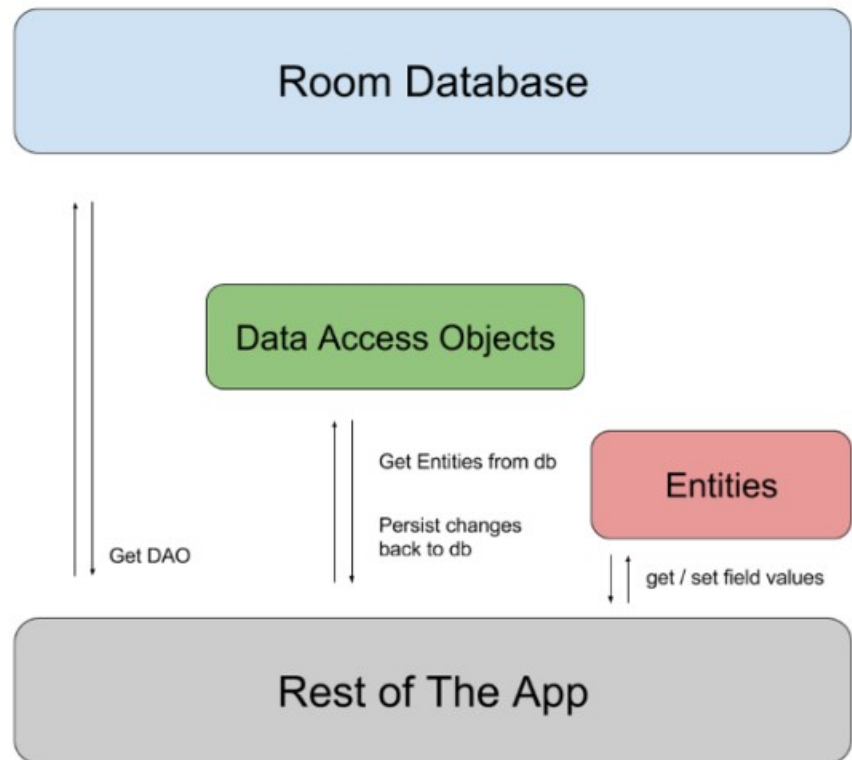 Room Database
Data Access Objects
Get Entities from db
Entities
Persist changes
back to db
Get DAO
get / set field values
Rest of The App